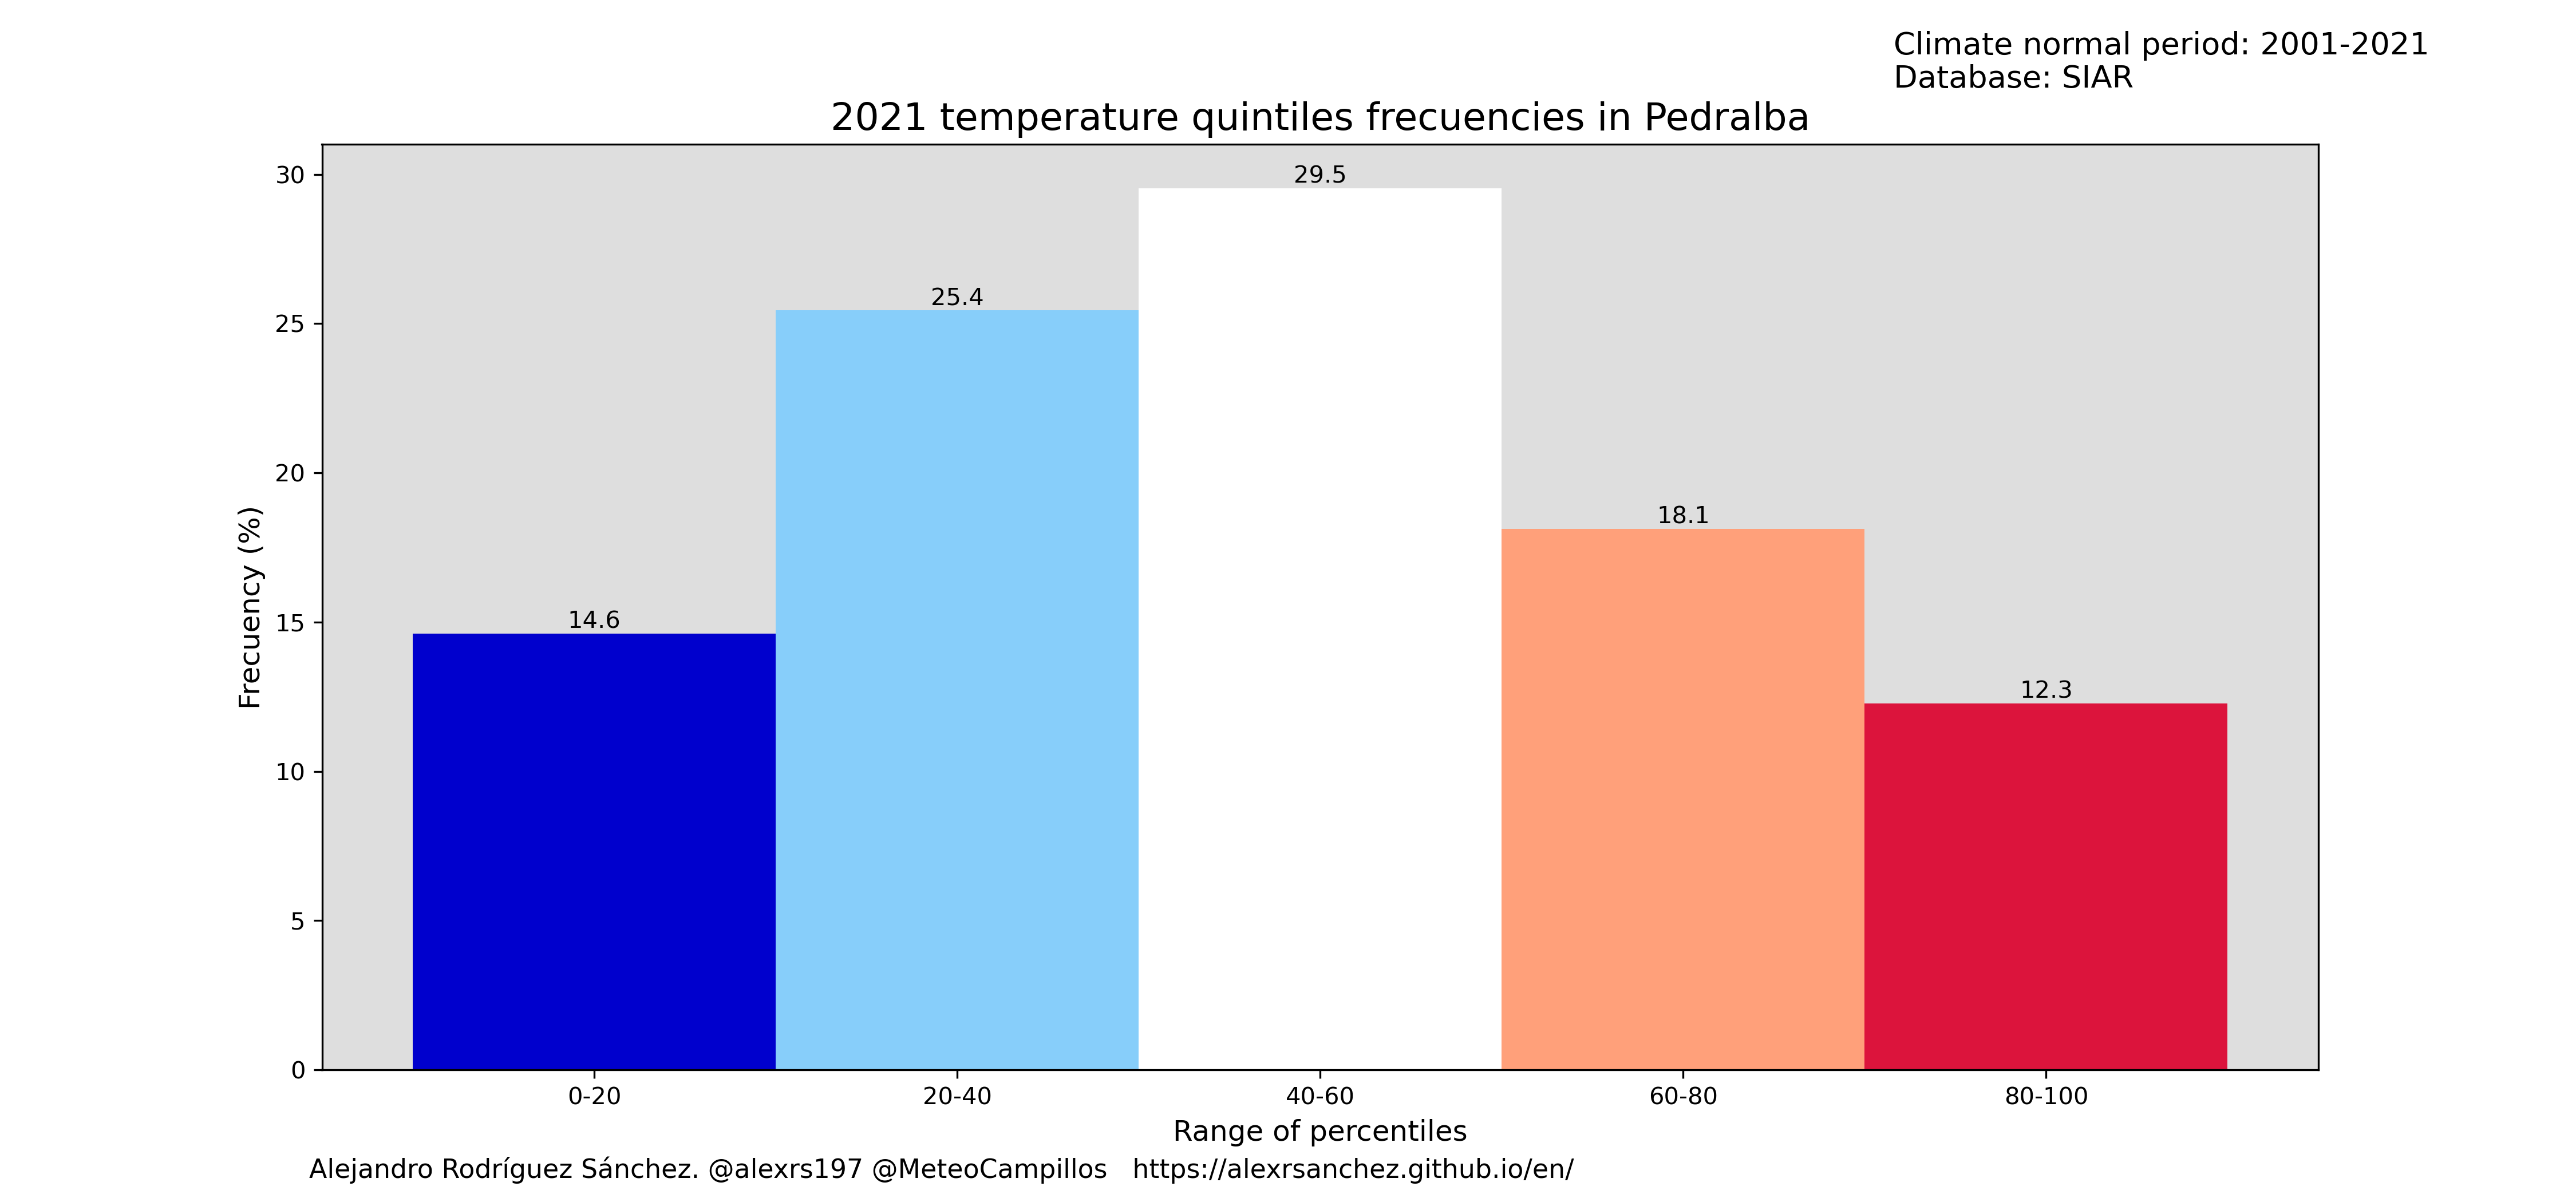 Climate normal period: 2001-2021
Database: SIAR
2021 temperature quintiles frecuencies in Pedralba
Frecuency (%)
30
25
20
15
10
5
0
14.6
25.4
29.5
18.1
12.3
0-20
20-40
40-60
60-80
80-100
Range of percentiles
Alejandro Rodríguez Sánchez. @alexrs197 @MeteoCampillos   https://alexrsanchez.github.io/en/